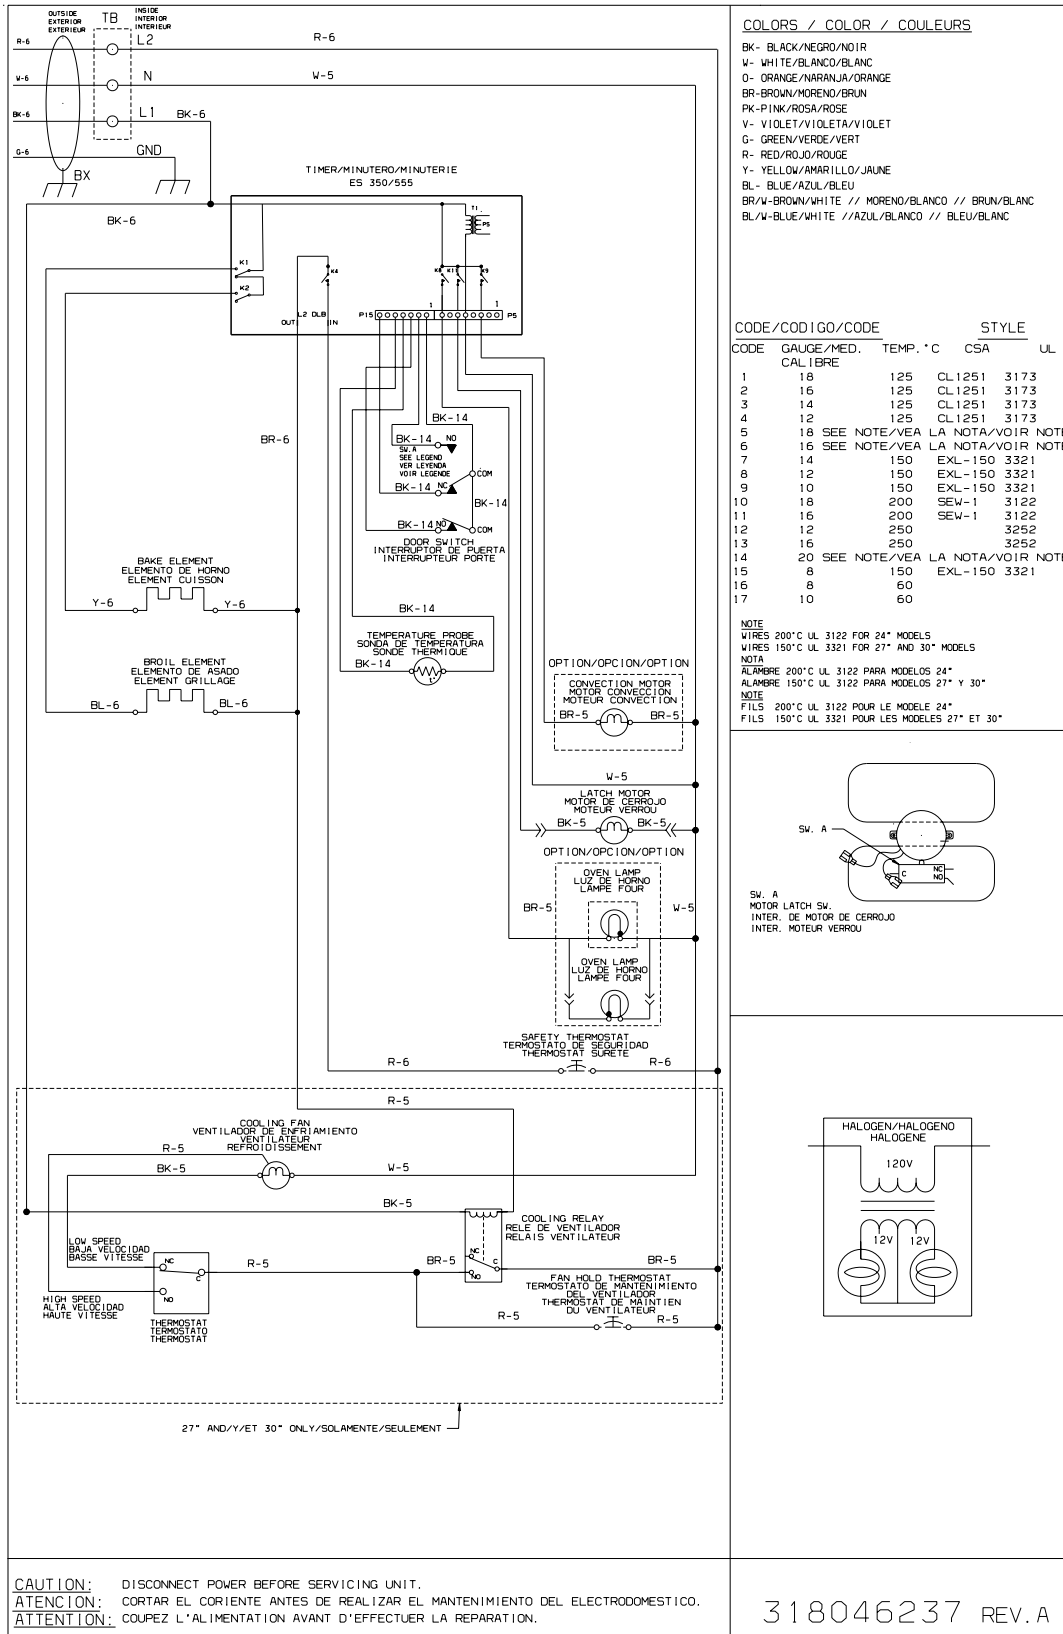 OUTSIDE
EXTERIOR
EXTERIEUR
TB
INSIDE
INTERIOR
INTERIEUR
R-6
L2
R-6
W-6
N
W-5
BK-6
L1
BK-6
G-6
GND
BX
BK-6
TIMER/MINUTERO/MINUTERIE
ES 350/555
T1
P5
K1
K2
K4
K9
L2 DLB
OUT
IN
P15
1
1
P5
BR-6
BK-14
BK-14 NO
SW. A
SEE LEGEND
VER LEYENDA
VOIR LEGENDE
COM
BK-14 NC
BK-14
BK-14 NO
COM
DOOR SWITCH
INTERRUPTOR DE PUERTA
INTERRUPTEUR PORTE
BAKE ELEMENT
ELEMENTO DE HORNO
ELEMENT CUISSON
Y-6
Y-6
BK-14
TEMPERATURE PROBE
SONDA DE TEMPERATURA
SONDE THERMIQUE
BK-14
t°
BROIL ELEMENT
ELEMENTO DE ASADO
ELEMENT GRILLAGE
BL-6
BL-6
OPTION/OPCION/OPTION
CONVECTION MOTOR
MOTOR CONVECCIÓN
MOTEUR CONVECTION
BR-5
BR-5
W-5
LATCH MOTOR
MOTOR DE CERROJO
MOTEUR VERROU
BK-5
BK-5
OPTION/OPCION/OPTION
OVEN LAMP
LUZ DE HORNO
LAMPE FOUR
BR-5
W-5
OVEN LAMP
LUZ DE HORNO
LAMPE FOUR
SAFETY THERMOSTAT
TERMOSTATO DE SEGURIDAD
THERMOSTAT SURETE
R-6
R-6
R-5
COOLING FAN
VENTILADOR DE ENFRIAMIENTO
VENTILATEUR
REFROIDISSEMENT
R-5
BK-5
W-5
BK-5
COOLING RELAY
RELE DE VENTILADOR
RELAIS VENTILATEUR
LOW SPEED
BAJA VELOCIDAD
BASSE VITESSE
NC
C
NO
R-5
BR-5
NC
C
NO
BR-5
HIGH SPEED
ALTA VELOCIDAD
HAUTE VITESSE
THERMOSTAT
TERMOSTATO
THERMOSTAT
FAN HOLD THERMOSTAT
TERMOSTATO DE MANTENIMIENTO
DEL VENTILADOR
THERMOSTAT DE MAINTIEN
DU VENTILATEUR
R-5
R-5
27" AND/Y/ET 30" ONLY/SOLAMENTE/SEULEMENT
COLORS / COLOR / COULEURS
BK- BLACK/NEGRO/NOIR
W- WHITE/BLANCO/BLANC
O- ORANGE/NARANJA/ORANGE
BR-BROWN/MORENO/BRUN
PK-PINK/ROSA/ROSE
V- VIOLET/VIOLETA/VIOLET
G- GREEN/VERDE/VERT
R- RED/ROJO/ROUGE
Y- YELLOW/AMARILLO/JAUNE
BL- BLUE/AZUL/BLEU
BR/W-BROWN/WHITE // MORENO/BLANCO // BRUN/BLANC
BL/W-BLUE/WHITE //AZUL/BLANCO // BLEU/BLANC
CODE/CODIGO/CODE STYLE
CODE GAUGE/MED. TEMP.°C CSA UL
CALIBRE
1 18 125 CL1251 3173
2 16 125 CL1251 3173
3 14 125 CL1251 3173
4 12 125 CL1251 3173
5 18 SEE NOTE/VEA LA NOTA/VOIR NOTE
6 16 SEE NOTE/VEA LA NOTA/VOIR NOTE
7 14 150 EXL-150 3321
8 12 150 EXL-150 3321
9 10 150 EXL-150 3321
10 18 200 SEW-1 3122
11 16 200 SEW-1 3122
12 12 250 3252
13 16 250 3252
14 20 SEE NOTE/VEA LA NOTA/VOIR NOTE
15 8 150 EXL-150 3321
16 8 60
17 10 60
NOTE
WIRES 200°C UL 3122 FOR 24" MODELS
WIRES 150°C UL 3321 FOR 27" AND 30" MODELS
NOTA
ALAMBRE 200°C UL 3122 PARA MODELOS 24"
ALAMBRE 150°C UL 3122 PARA MODELOS 27" Y 30"
NOTE
FILS 200°C UL 3122 POUR LE MODELE 24"
FILS 150°C UL 3321 POUR LES MODELES 27" ET 30"
SW. A
C
NC
NO
SW. A
MOTOR LATCH SW.
INTER. DE MOTOR DE CERROJO
INTER. MOTEUR VERROU
HALOGEN/HALOGENO
HALOGENE
120V
12V
12V
CAUTION: DISCONNECT POWER BEFORE SERVICING UNIT.
ATENCION: CORTAR EL CORIENTE ANTES DE REALIZAR EL MANTENIMIENTO DEL ELECTRODOMESTICO.
ATTENTION: COUPEZ L'ALIMENTATION AVANT D'EFFECTUER LA REPARATION.
318046237 REV.A